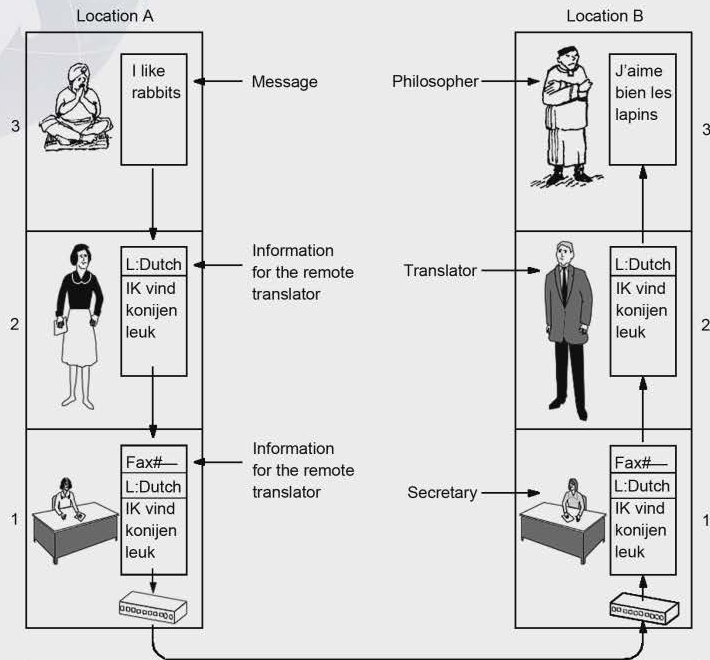 Location A
Location B
I like
rabbits
Message
Philosopher
J'aime
bien les
lapins
3
3
Information
for the remote
translator
L:Dutch
IK vind
konijen
leuk
Translator
L:Dutch
IK vind
konijen
leuk
2
2
Information
for the remote
translator
Fax#—
L:Dutch
IK vind
konijen
leuk
Secretary
Fax#—
L:Dutch
IK vind
konijen
leuk
1
1